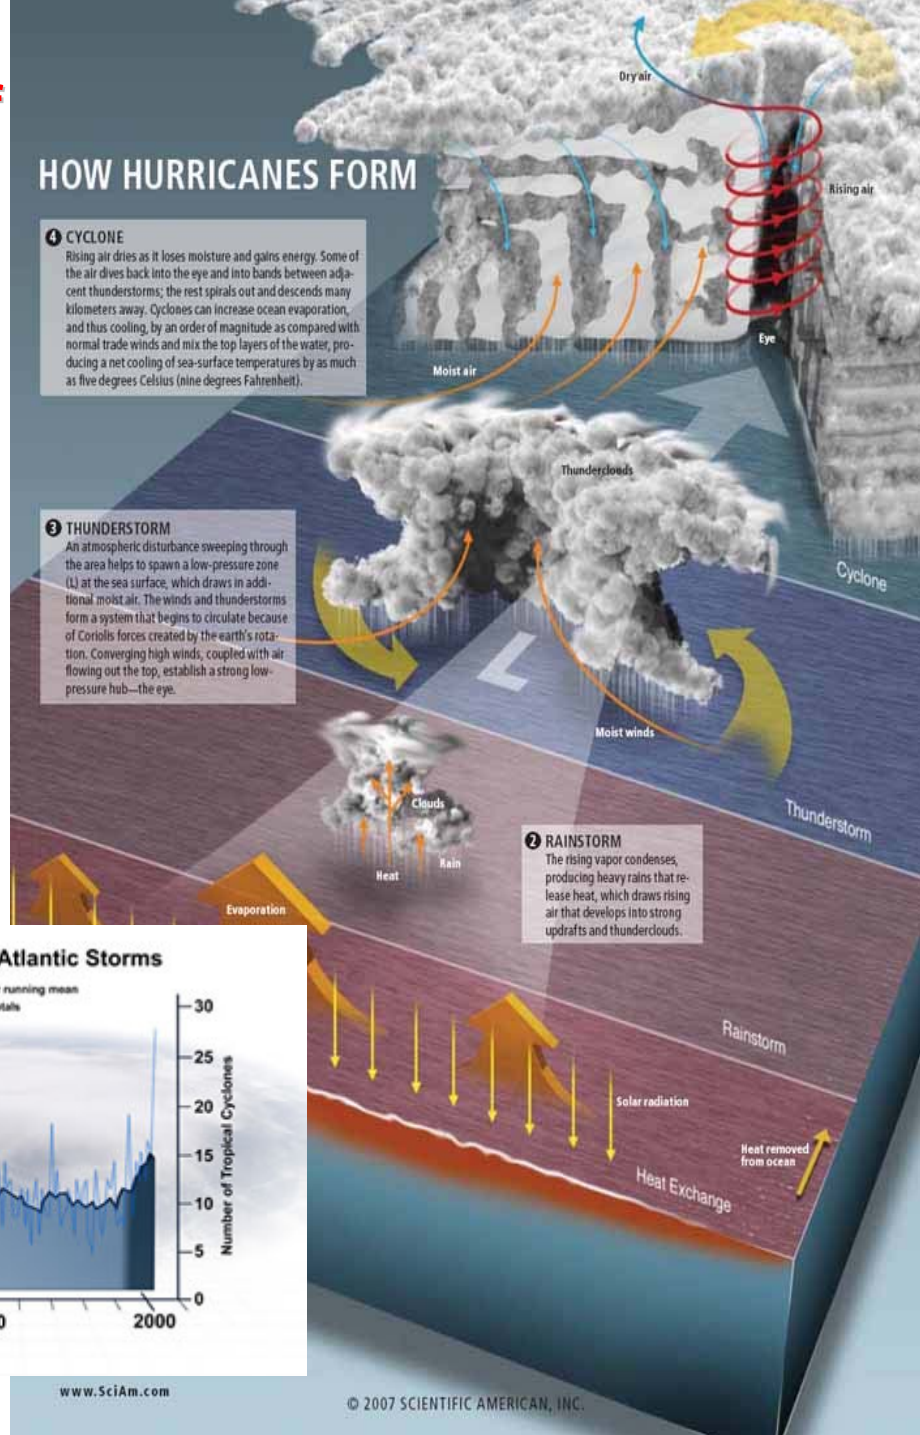 Dry air
HOW HURRICANES FORM
Rising air
4 CYCLONE
Rising air dries as it loses moisture and gains energy. Some of
the air dives back into the eye and into bands between adja-
cent thunderstorms; the rest spirals out and descends many
kilometers away. Cyclones can increase ocean evaporation,
and thus cooling, by an order of magnitude as compared with
normal trade winds and mix the top layers of the water, pro-
ducing a net cooling of sea-surface temperatures by as much
as five degrees Celsius (nine degrees Fahrenheit).
Eye
Moist air
Thunderclouds
3 THUNDERSTORM
An atmospheric disturbance sweeping through
the area helps to spawn a low-pressure zone
(L) at the sea surface, which draws in addi-
tional moist air. The winds and thunderstorms
form a system that begins to circulate because
of Coriolis forces created by the earth's rota-
tion. Converging high winds, coupled with air
flowing out the top, establish a strong low-
pressure hub—the eye.
Cyclone
L
Moist winds
Thunderstorm
Clouds
Rain
Heat
2 RAINSTORM
The rising vapor condenses,
producing heavy rains that re-
lease heat, which draws rising
air that develops into strong
updrafts and thunderclouds.
Evaporation
Rainstorm
Solar radiation
Heat removed
from ocean
Heat Exchange
Atlantic Storms
running mean
30
25
20
15
10
5
0
Number of Tropical Cyclones
2000
www.SciAm.com
© 2007 SCIENTIFIC AMERICAN, INC.